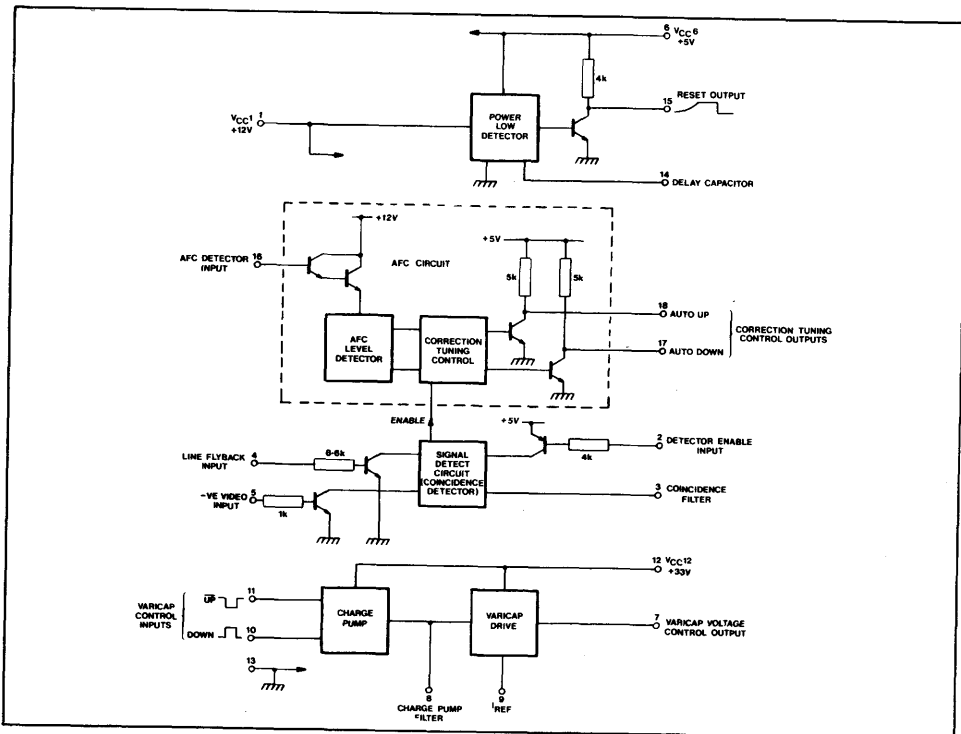 6 VCC6
+5V
4k
15 RESET OUTPUT
VCC1 1
+12V
POWER
LOW
DETECTOR
14
DELAY CAPACITOR
+12V
AFC DETECTOR 16
INPUT
AFC CIRCUIT
+5V
5k
5k
18
AUTO UP
17
AUTO DOWN
CORRECTION TUNING
CONTROL OUTPUTS
AFC
LEVEL
DETECTOR
CORRECTION
TUNING
CONTROL
ENABLE
+5V
2 DETECTOR ENABLE
INPUT
4k
LINE FLYBACK 4
INPUT
8-6k
SIGNAL
DETECT
CIRCUIT
(COINCIDENCE
DETECTOR)
-VE VIDEO 5
INPUT
1k
3 COINCIDENCE
FILTER
12 VCC12
+33V
VARICAP
CONTROL
INPUTS
UP 11
DOWN 10
CHARGE
PUMP
VARICAP
DRIVE
7 VARICAP VOLTAGE
CONTROL OUTPUT
13
8
CHARGE PUMP
FILTER
9
IREF